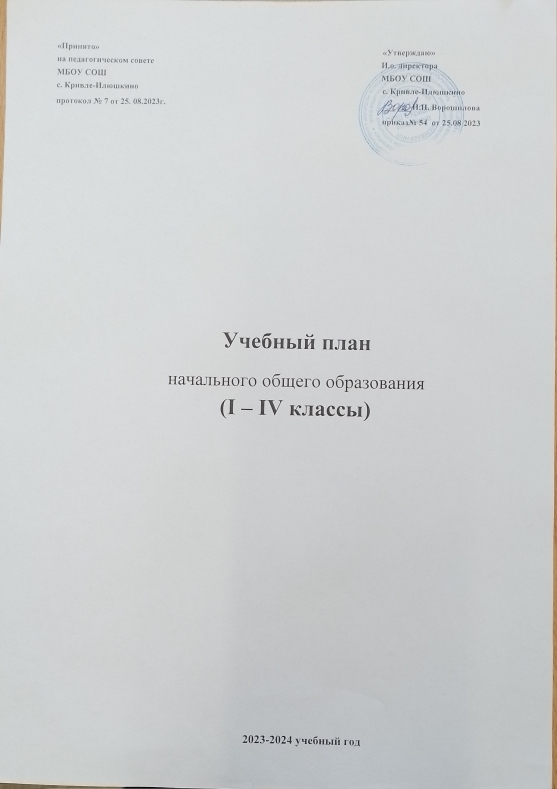 «Принято»
на педагогическом совете
МБОУ СОШ
с. Кривле-Илюшкино
протокол № 7 от 25. 08.2023г.
«Утверждаю»
И.о. директора
МБОУ СОШ
с. Кривле-Илюшкино
Ворошилова
приказ№ 54 от 25.08.2023
Учебный план
начального общего образования
(I – IV классы)
2023-2024 учебный год